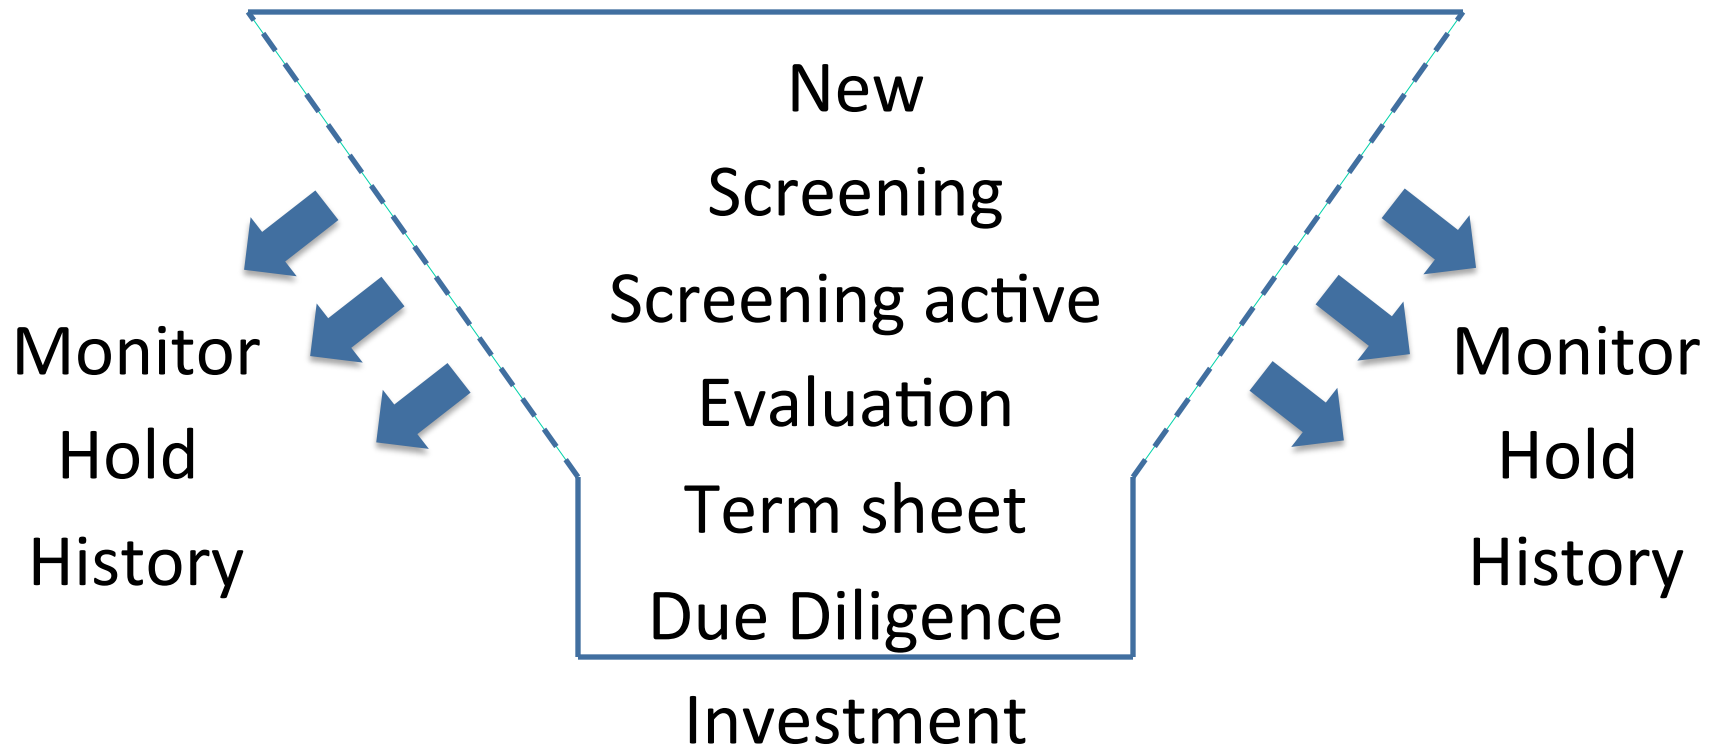 New
Screening
Screening active
Evaluation
Term sheet
Due Diligence
Investment
Monitor
Hold
History
Monitor
Hold
History